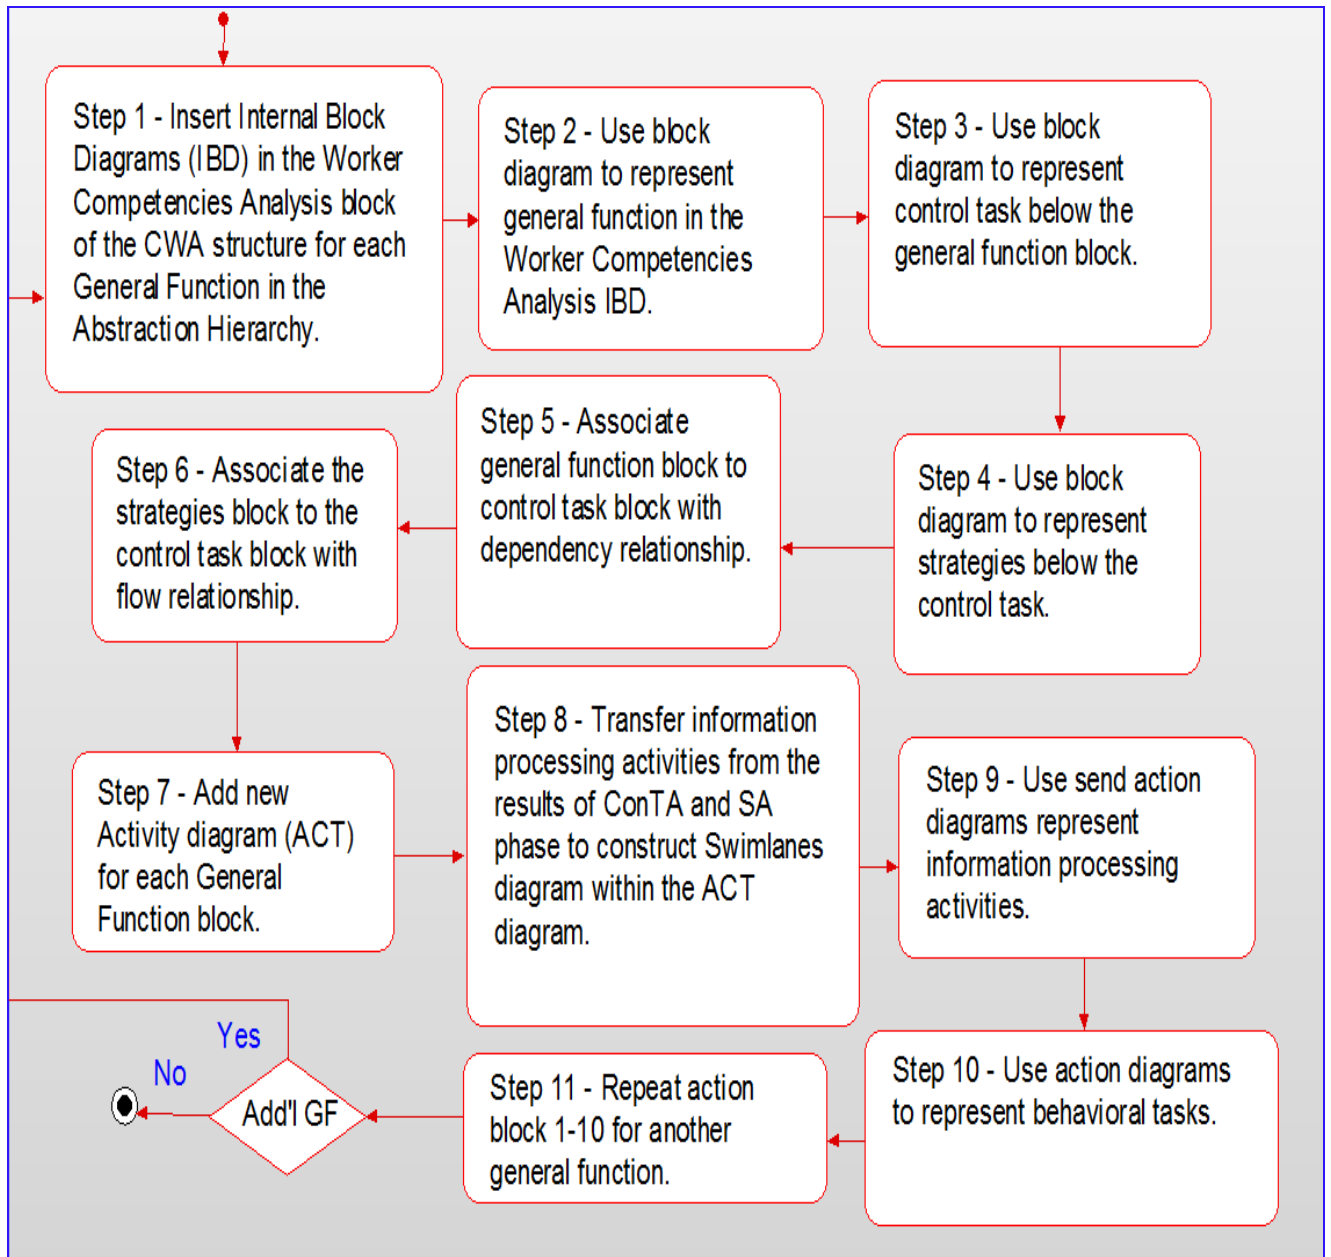 Step 1 - Insert Internal Block
Diagrams (IBD) in the Worker
Competencies Analysis block
of the CWA structure for each
General Function in the
Abstraction Hierarchy.
Step 2 - Use block
diagram to represent
general function in the
Worker Competencies
Analysis IBD.
Step 3 - Use block
diagram to represent
control task below the
general function block.
Step 4 - Use block
diagram to represent
strategies below the
control task.
Step 5 - Associate
general function block to
control task block with
dependency relationship.
Step 6 - Associate the
strategies block to the
control task block with
flow relationship.
Step 7 - Add new
Activity diagram (ACT)
for each General
Function block.
Step 8 - Transfer information
processing activities from the
results of ConTA and SA
phase to construct Swimlanes
diagram within the ACT
diagram.
Step 9 - Use send action
diagrams represent
information processing
activities.
Step 10 - Use action diagrams
to represent behavioral tasks.
Step 11 - Repeat action
block 1-10 for another
general function.
Add'l GF
Yes
No